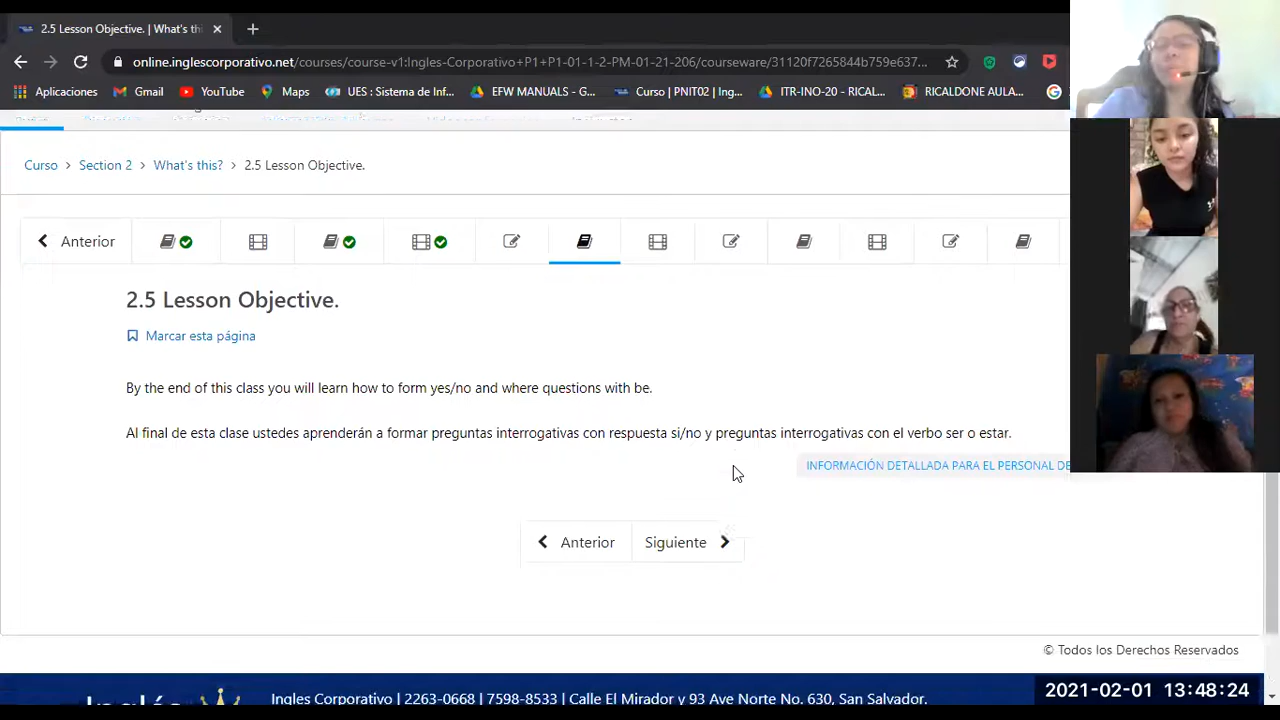 2.5 Lesson Objective. | What's thi
online.inglescorporativo.net/courses/course-v1:Ingles-Corporativo+P1+P1-01-1-2-PM-01-21-206/courseware/31120f7265844b759e637...
Aplicaciones Gmail YouTube Maps UES : Sistema de Inf... EFW MANUALS - G... Curso | PNIT02 | Ing... ITR-INO-20 - RICAL... RICALDONE AULA...
Curso > Section 2 > What's this? > 2.5 Lesson Objective.
Anterior
2.5 Lesson Objective.
Marcar esta página
By the end of this class you will learn how to form yes/no and where questions with be.
Al final de esta clase ustedes aprenderán a formar preguntas interrogativas con respuesta si/no y preguntas interrogativas con el verbo ser o estar.
INFORMACIÓN DETALLADA PARA EL PERSONAL DE
Anterior Siguiente
© Todos los Derechos Reservados
Inglés
Ingles Corporativo | 2263-0668 | 7598-8533 | Calle El Mirador y 93 Ave Norte No. 630, San Salvador.
2021-02-01 13:48:24